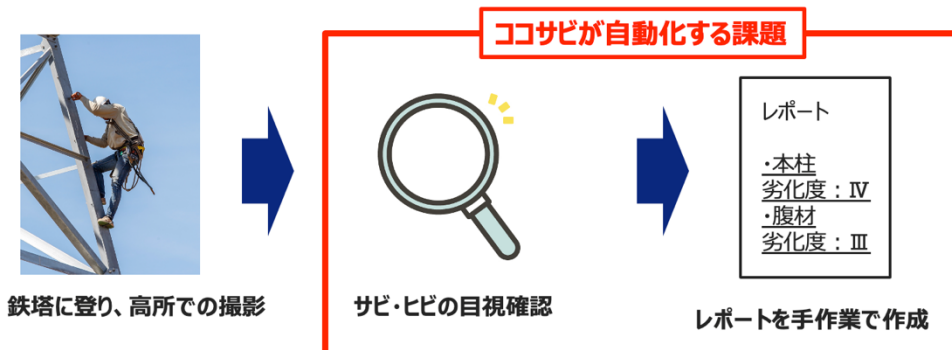 ココサビが自動化する課題
鉄塔に登り、高所での撮影
サビ・ヒビの目視確認
レポート
・本柱
劣化度：Ⅳ
・腹材
劣化度：Ⅲ
レポートを手作業で作成